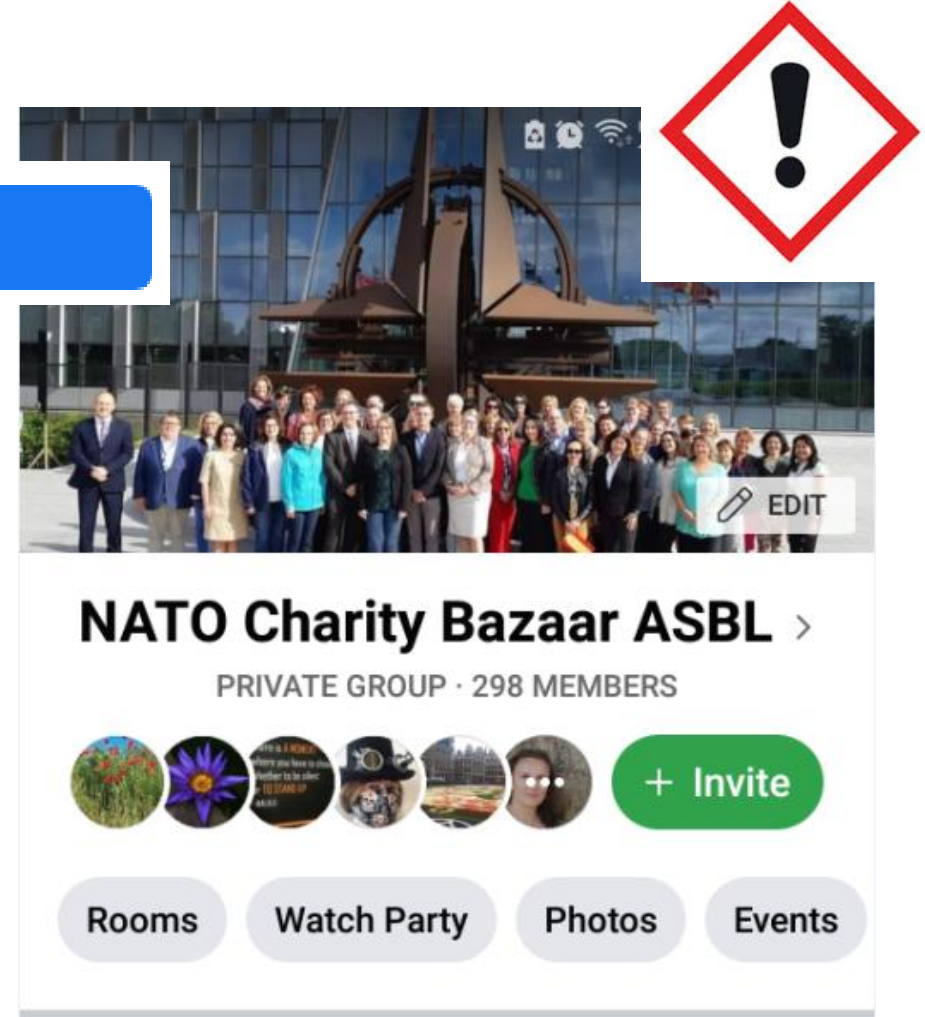 EDIT
NATO Charity Bazaar ASBL >
PRIVATE GROUP · 298 MEMBERS
+ Invite
Rooms
Watch Party
Photos
Events